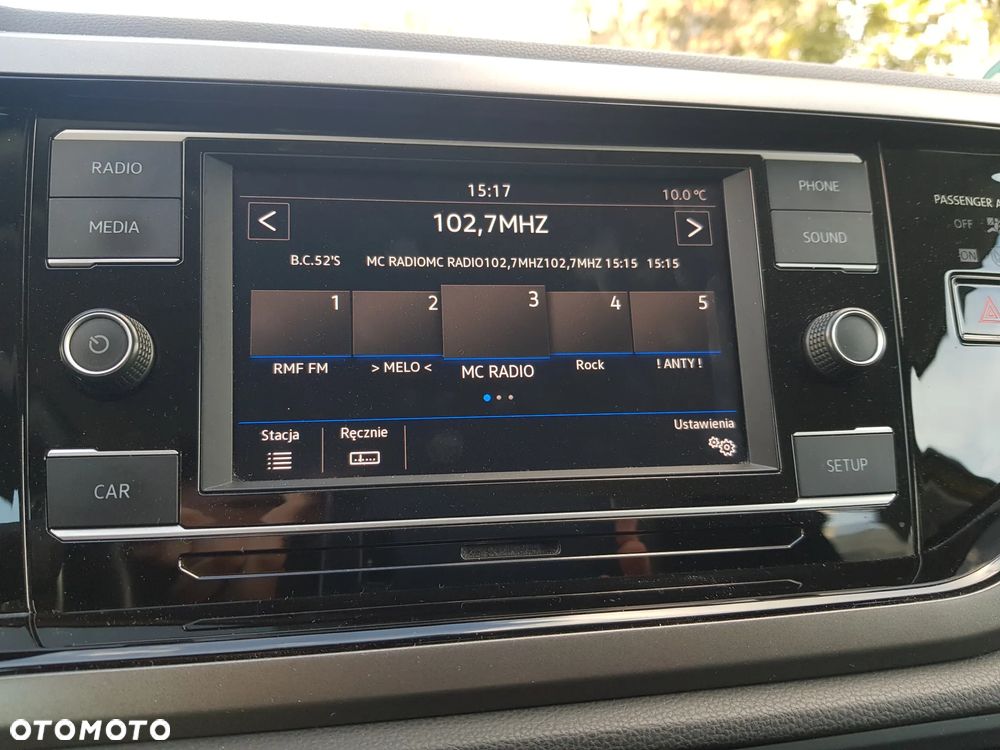 RADIO
MEDIA
CAR
15:17
10.0 °C
<
102,7MHZ
>
B.C.52'S
MC RADIOMC RADIO102,7MHZ102,7MHZ 15:15 15:15
1
2
3
4
5
RMF FM
> MELO <
MC RADIO
Rock
! ANTY !
Stacja
Ręcznie
Ustawienia
PHONE
SOUND
SETUP
PASSENGER A
OFF
ON
OTOMOTO